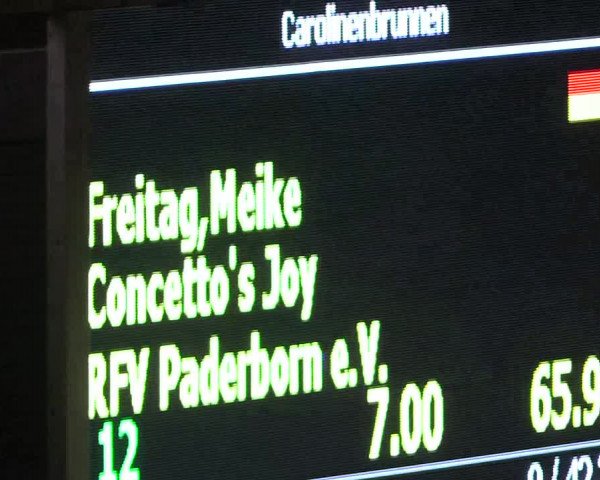 Carolinenbrunnen
Freitag,Meike
Concetto's Joy
RFV Paderborn e.V.
12 7.00 65.9